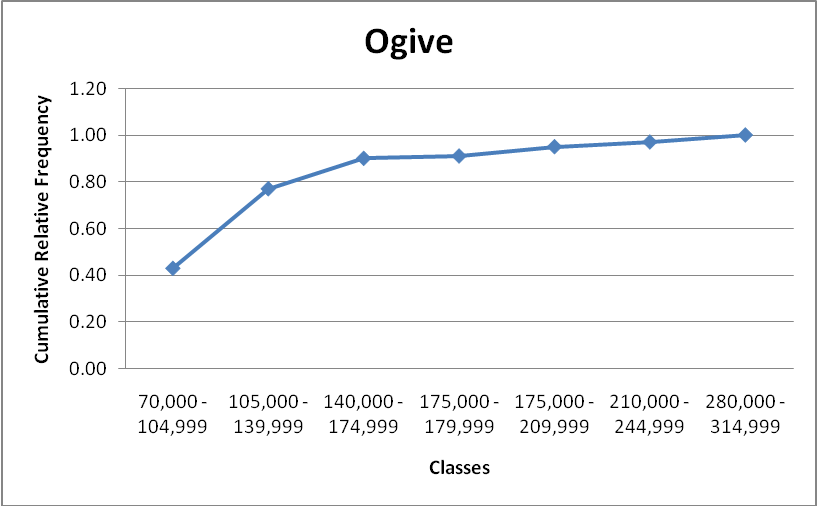 Ogive
Cumulative Relative Frequency
1.20
1.00
0.80
0.60
0.40
0.20
0.00
70,000 - 105,000 - 140,000 - 175,000 - 175,000 - 210,000 - 280,000 -
104,999 139,999 174,999 179,999 209,999 244,999 314,999
Classes